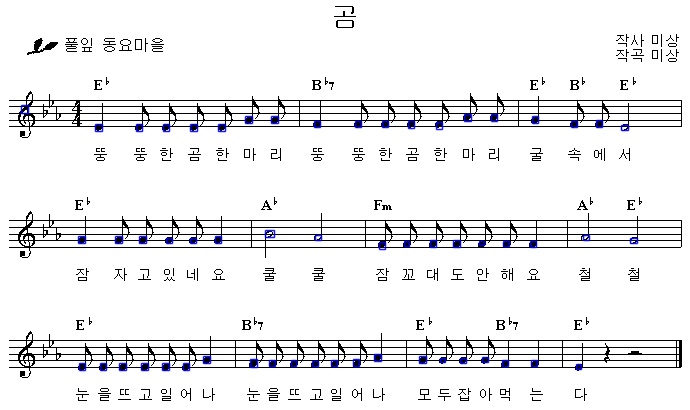 곰
풀잎 동요마을
작사 미상
작곡 미상
E♭ B♭7 E♭ B♭ E♭
4
4
뚱 뚱한곰한마리 뚱 뚱한곰한마리 굴 속에서
E♭ A♭ Fm A♭ E♭
잠 자고있네요 쿨 쿨 잠꼬대도안해요 철 철
E♭ B♭7 E♭ B♭7 E♭
눈을뜨고일어나 눈을뜨고일어나 모두잡아먹는다